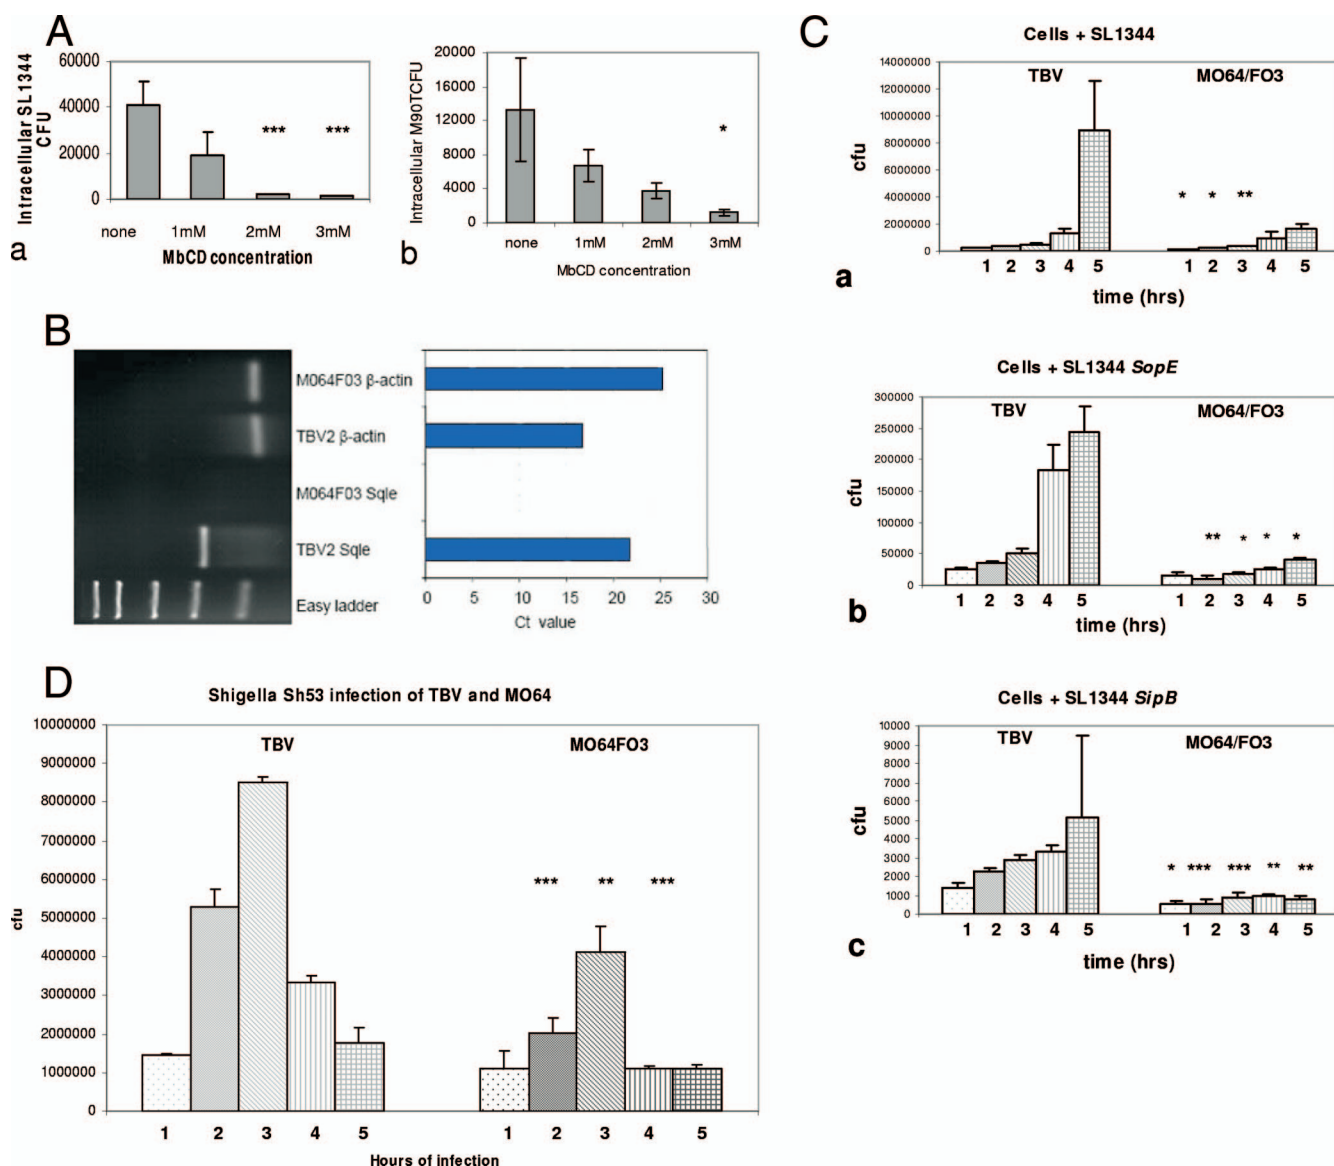 A
Intracellular SL1344
CFU
60000
40000
20000
0
***
***
none
1mM
2mM
3mM
MbCD concentration
a
Intracellular M90TCFU
20000
16000
12000
8000
4000
0
*
none
1mM
2mM
3mM
MbCD concentration
b
B
M064F03 β-actin
TBV2 β-actin
M064F03 Sqle
TBV2 Sqle
Easy ladder
0
5
10
15
20
25
30
Ct value
C
Cells + SL1344
14000000
12000000
10000000
8000000
6000000
4000000
2000000
0
cfu
TBV
MO64/FO3
*
*
**
1
2
3
4
5
1
2
3
4
5
time (hrs)
a
Cells + SL1344 SopE
300000
250000
200000
150000
100000
50000
0
cfu
TBV
MO64/FO3
**
*
*
*
1
2
3
4
5
1
2
3
4
5
time (hrs)
b
Cells + SL1344 SipB
10000
9000
8000
7000
6000
5000
4000
3000
2000
1000
0
cfu
TBV
MO64/FO3
*
***
***
**
**
1
2
3
4
5
1
2
3
4
5
time (hrs)
c
D
Shigella Sh53 infection of TBV and MO64
10000000
9000000
8000000
7000000
6000000
5000000
4000000
3000000
2000000
1000000
0
cfu
TBV
MO64FO3
***
**
***
1
2
3
4
5
1
2
3
4
5
Hours of infection